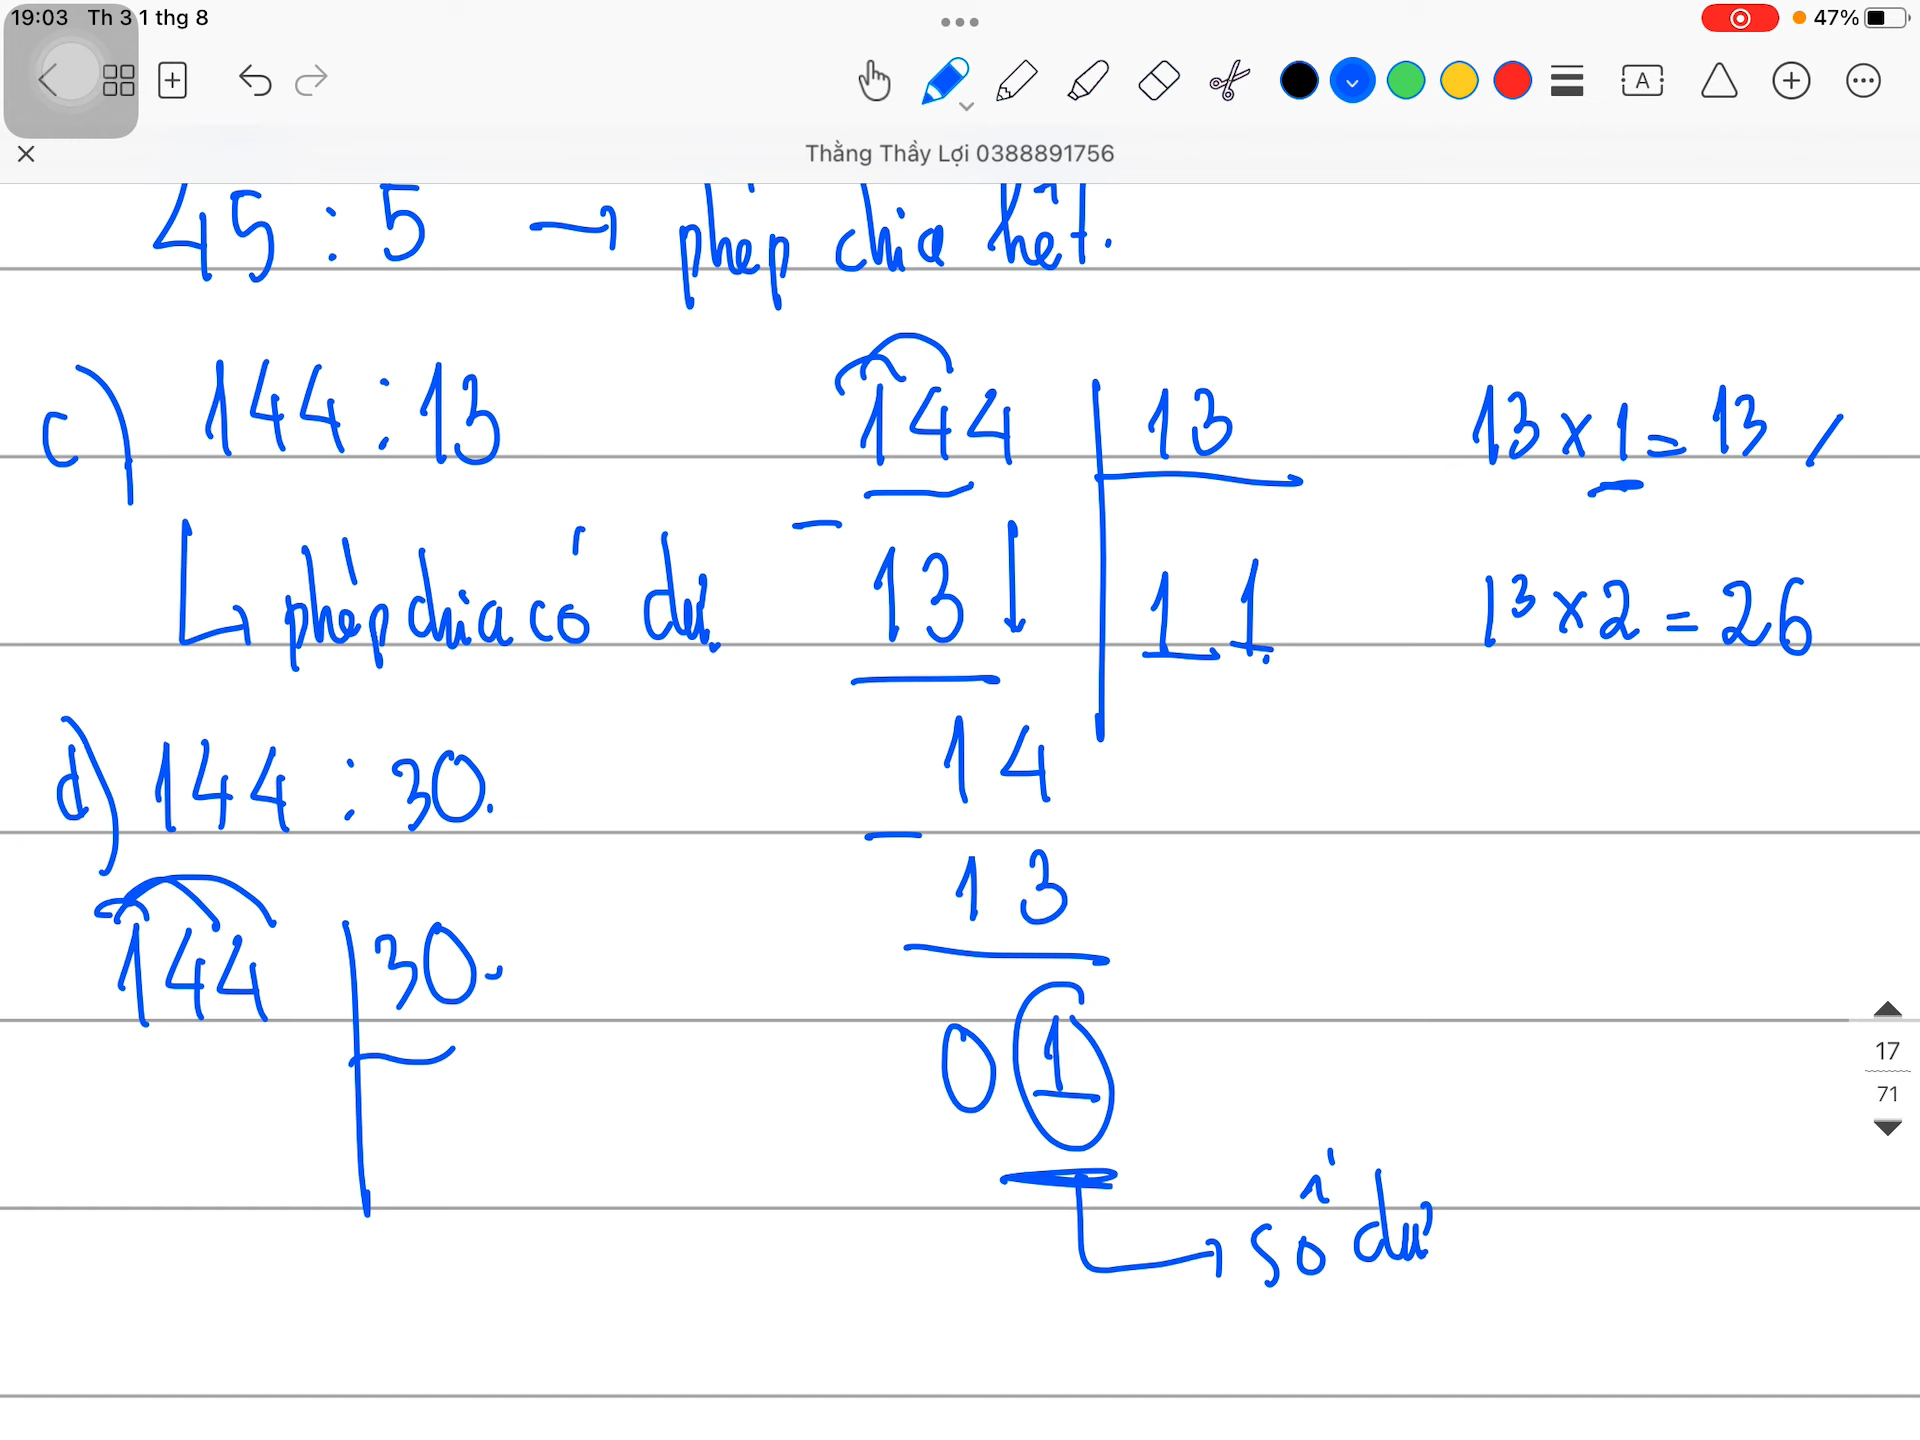 19:03 Th 3 1 thg 8
47%
A
Thằng Thầy Lợi 0388891756
45 : 5 → phép chia hết.
c) 144 : 13
144 13
13 11
14
13
01
→ số dư
13 x 1 = 13
13 x 2 = 26
↳ phép chia có dư.
d) 144 : 30.
144 30.
17
71